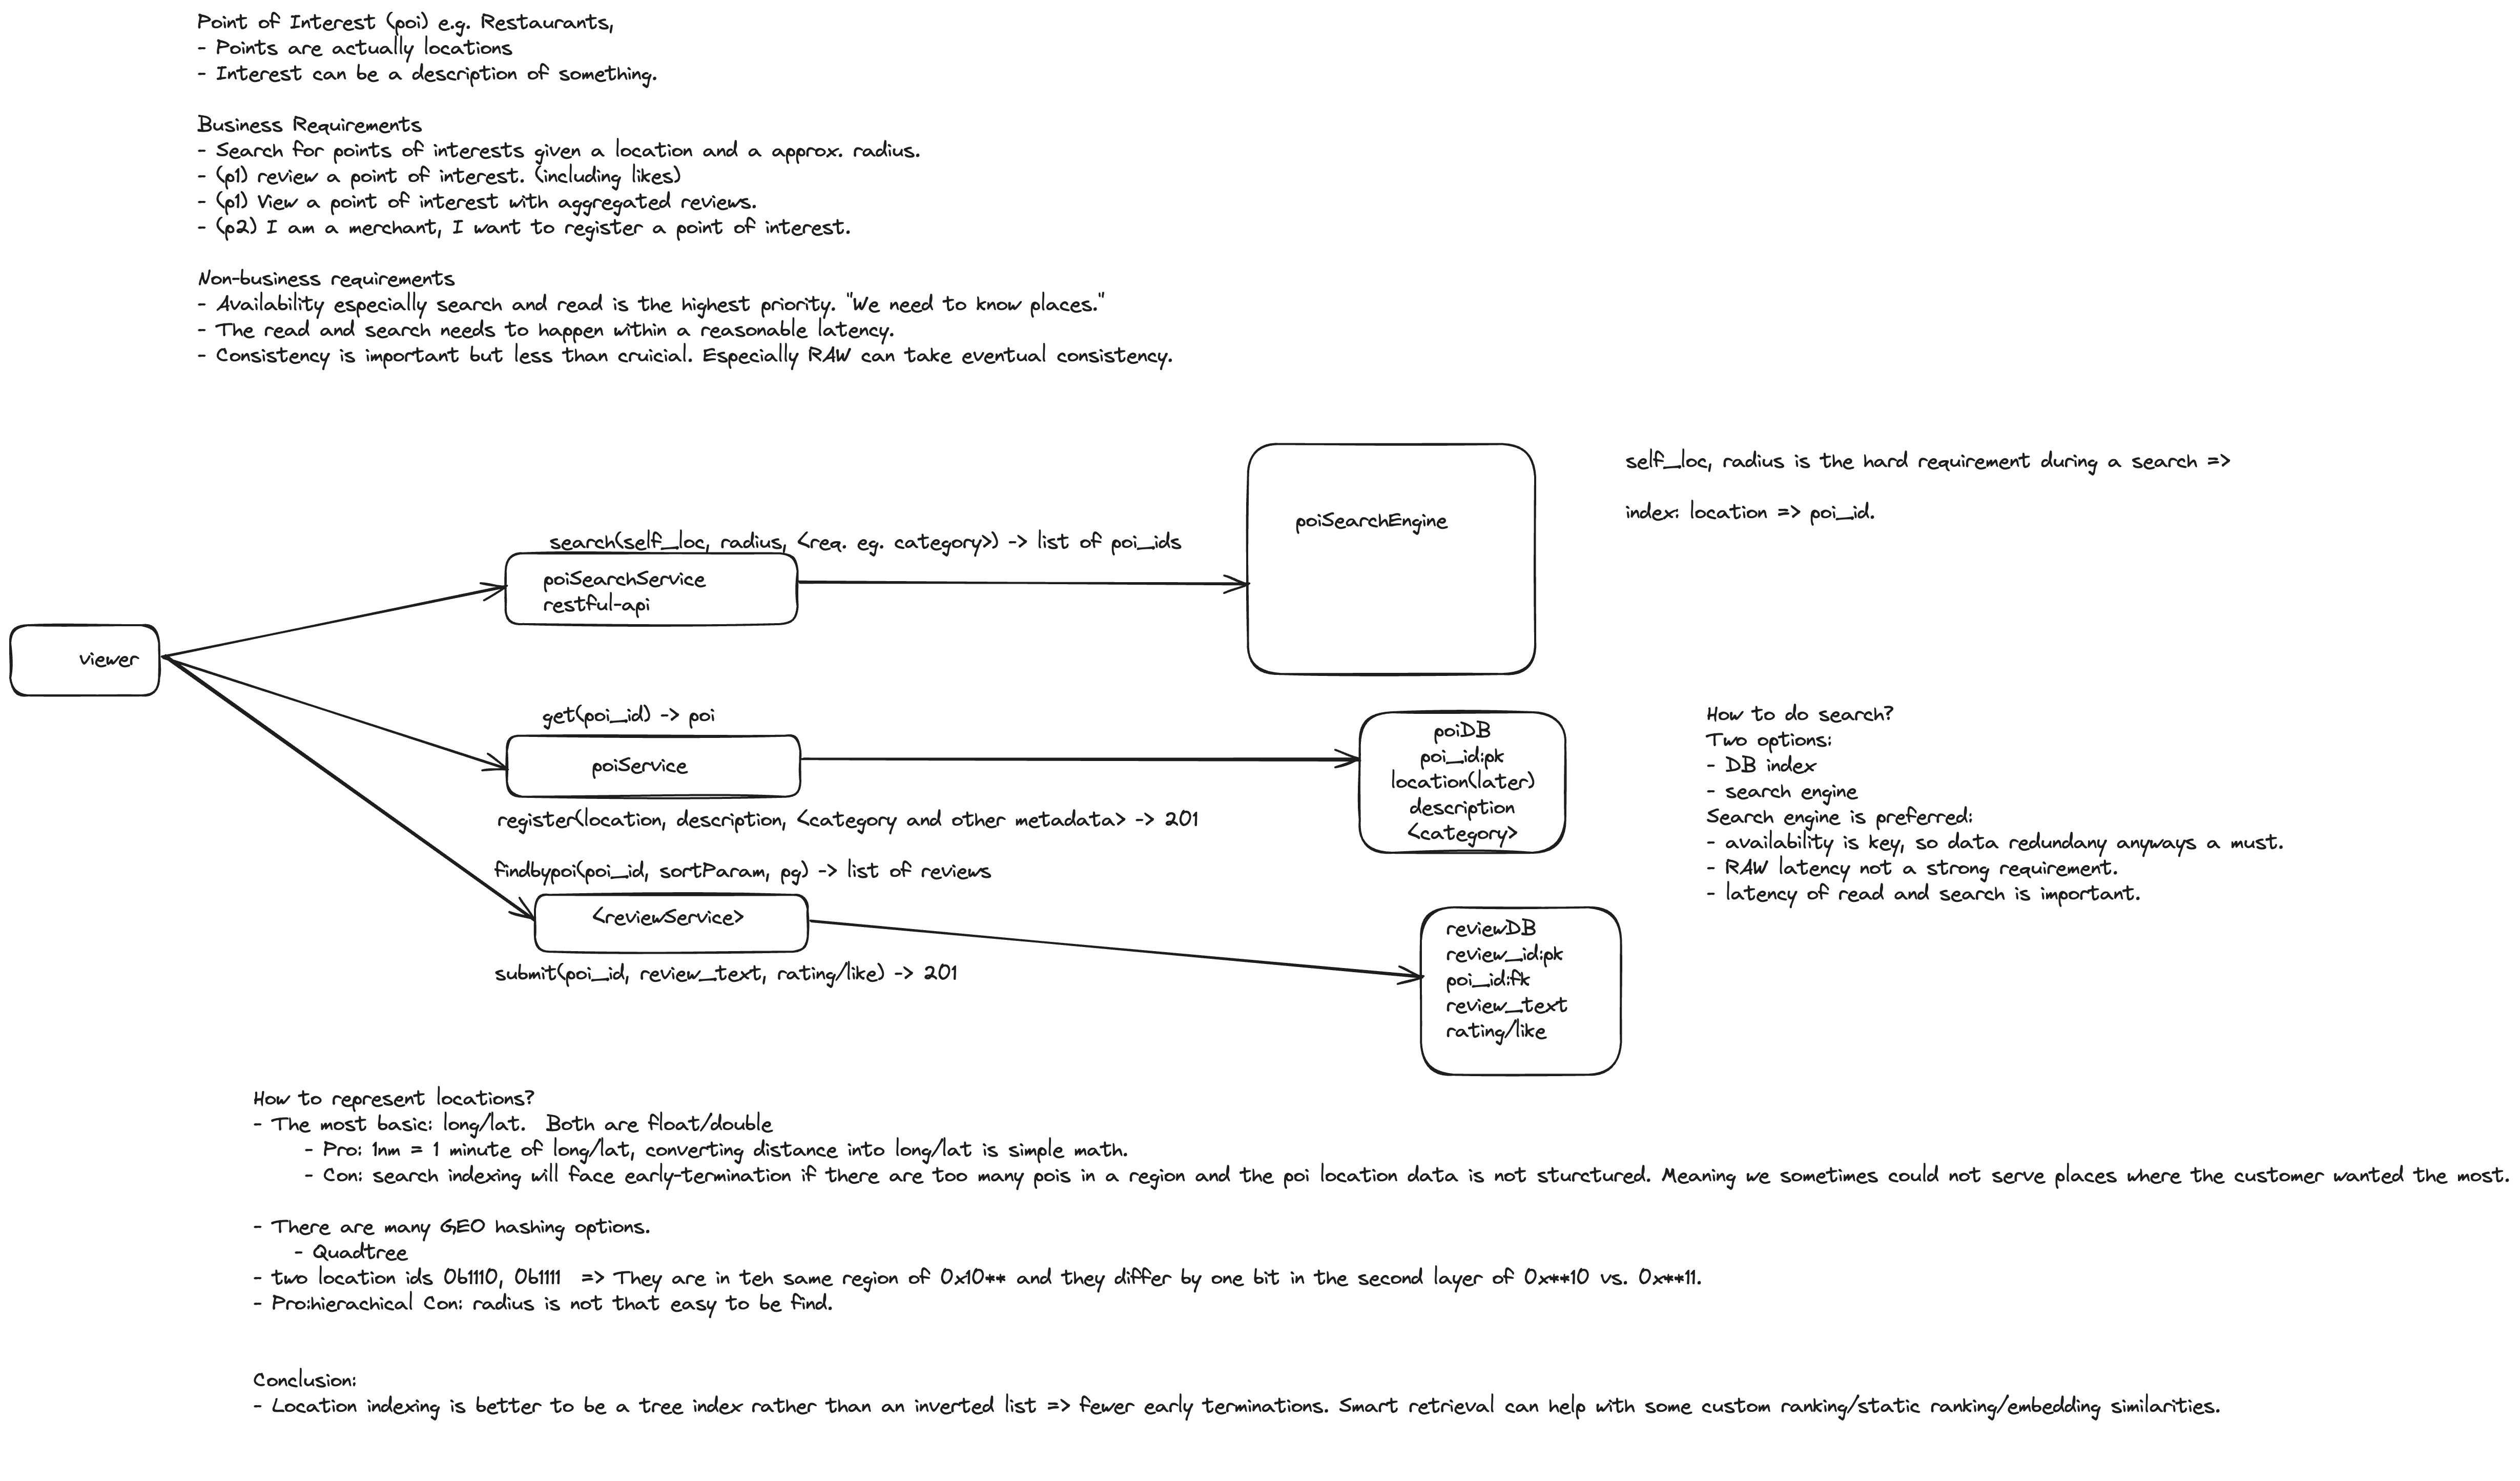 Point of Interest (poi) e.g. Restaurants,
- Points are actually locations
- Interest can be a description of something.
Business Requirements
- Search for points of interests given a location and a approx. radius.
- (p1) review a point of interest. (including likes)
- (p1) View a point of interest with aggregated reviews.
- (p2) I am a merchant, I want to register a point of interest.
Non-business requirements
- Availability especially search and read is the highest priority. "We need to know places."
- The read and search needs to happen within a reasonable latency.
- Consistency is important but less than cruicial. Especially RAW can take eventual consistency.
self_loc, radius is the hard requirement during a search =>
index: location => poi_id.
poiSearchEngine
search(self_loc, radius, <req. eg. category>) -> list of poi_ids
poiSearchService
restful-api
viewer
get(poi_id) -> poi
poiService
register(location, description, <category and other metadata> -> 201
poiDB
poi_id:pk
location(later)
description
<category>
How to do search?
Two options:
- DB index
- search engine
Search engine is preferred:
- availability is key, so data redundany anyways a must.
- RAW latency not a strong requirement.
- latency of read and search is important.
findbypoi(poi_id, sortParam, pg) -> list of reviews
<reviewService>
submit(poi_id, review_text, rating/like) -> 201
reviewDB
review_id:pk
poi_id:fk
review_text
rating/like
How to represent locations?
- The most basic: long/lat. Both are float/double
- Pro: 1nm = 1 minute of long/lat, converting distance into long/lat is simple math.
- Con: search indexing will face early-termination if there are too many pois in a region and the poi location data is not sturctured. Meaning we sometimes could not serve places where the customer wanted the most.
- There are many GEO hashing options.
- Quadtree
- two location ids 0b1110, 0b1111 => They are in teh same region of 0x10** and they differ by one bit in the second layer of 0x**10 vs. 0x**11.
- Pro:hierachical Con: radius is not that easy to be find.
Conclusion:
- Location indexing is better to be a tree index rather than an inverted list => fewer early terminations. Smart retrieval can help with some custom ranking/static ranking/embedding similarities.